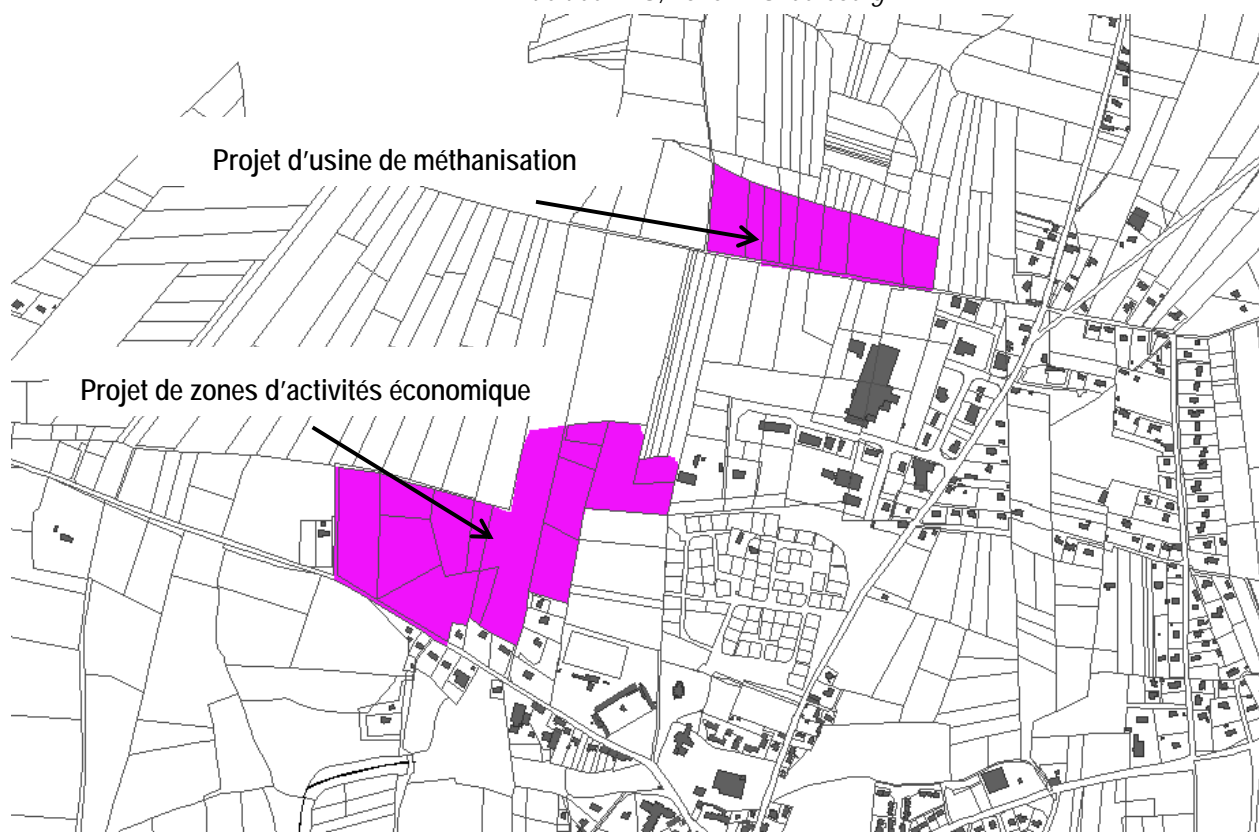 Projet d'usine de méthanisation
Projet de zones d'activités économique